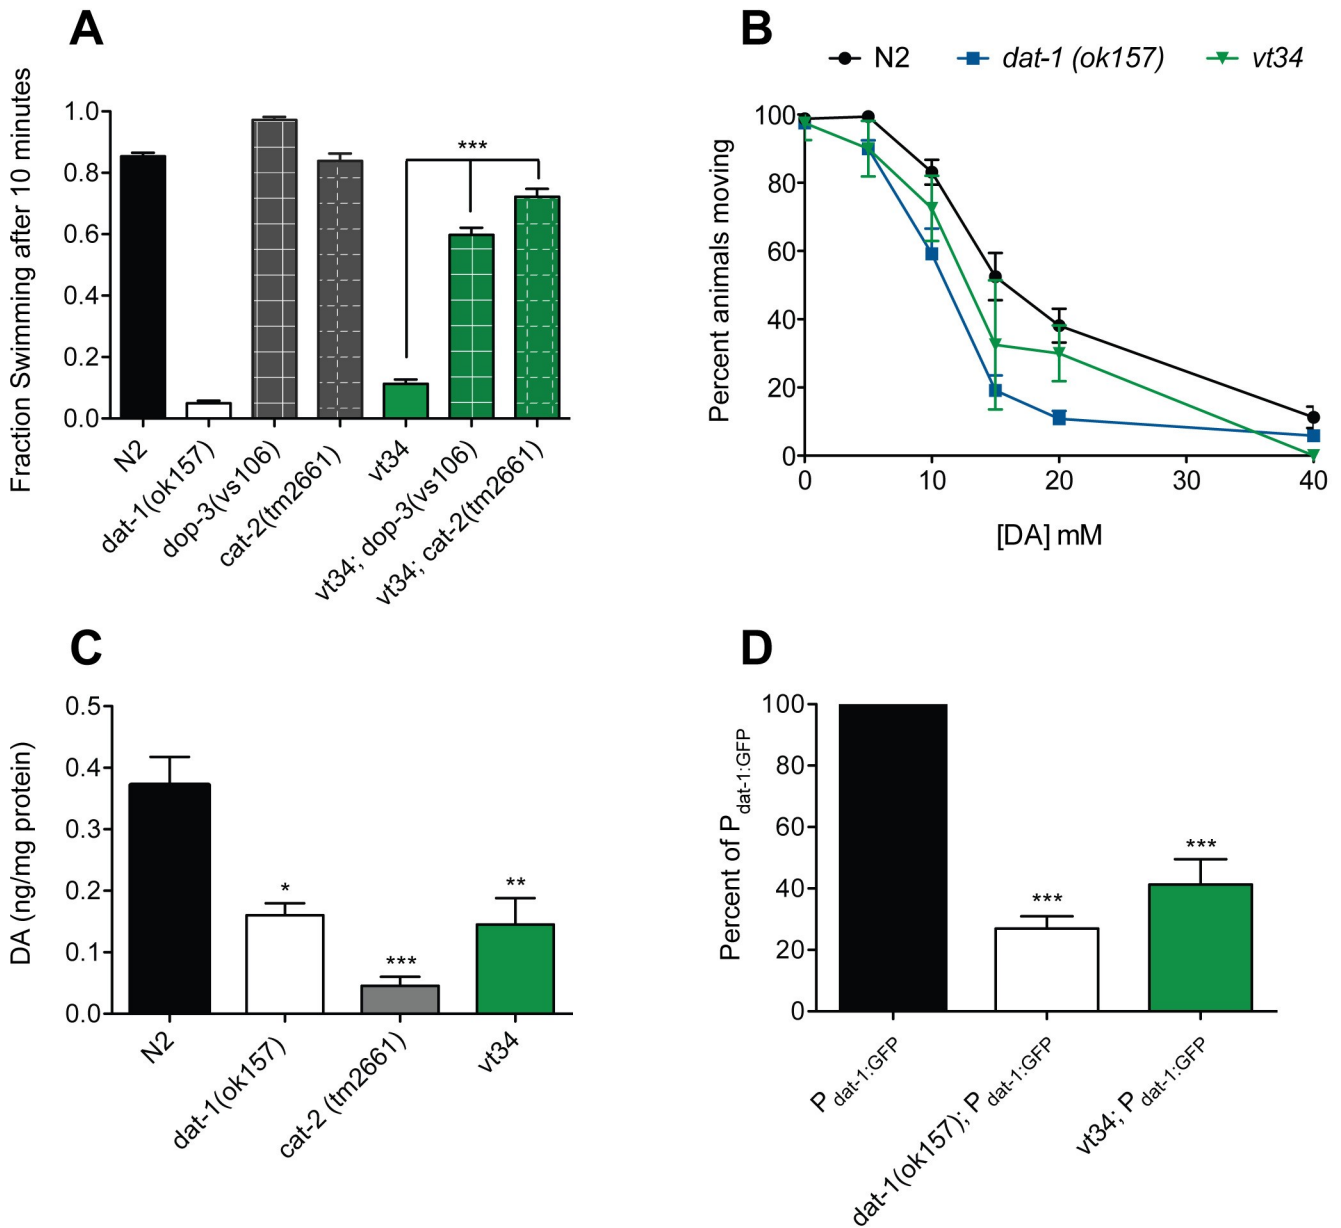 A
Fraction Swimming after 10 minutes
1.0
0.8
0.6
0.4
0.2
0.0
***
N2
dat-1(ok157)
dop-3(vs106)
cat-2(tm2661)
vt34
vt34; dop-3(vs106)
vt34; cat-2(tm2661)
B
N2
dat-1 (ok157)
vt34
Percent animals moving
100
80
60
40
20
0
0 10 20 30 40
[DA] mM
C
DA (ng/mg protein)
0.5
0.4
0.3
0.2
0.1
0.0
*
***
**
N2
dat-1(ok157)
cat-2 (tm2661)
vt34
D
Percent of P dat-1:GFP
100
80
60
40
20
0
***
***
P dat-1:GFP
dat-1(ok157); P dat-1:GFP
vt34; P dat-1:GFP